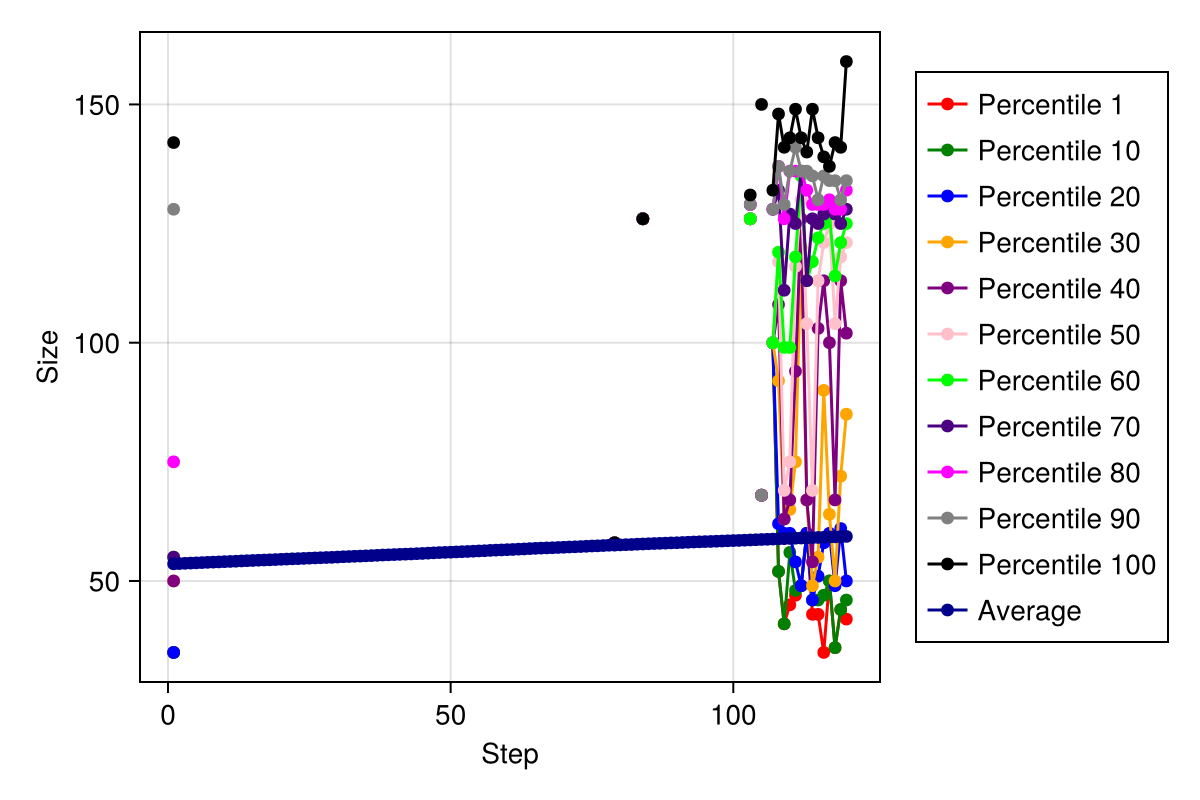 150
100
50
Size
0
50
100
Step
Percentile 1
Percentile 10
Percentile 20
Percentile 30
Percentile 40
Percentile 50
Percentile 60
Percentile 70
Percentile 80
Percentile 90
Percentile 100
Average